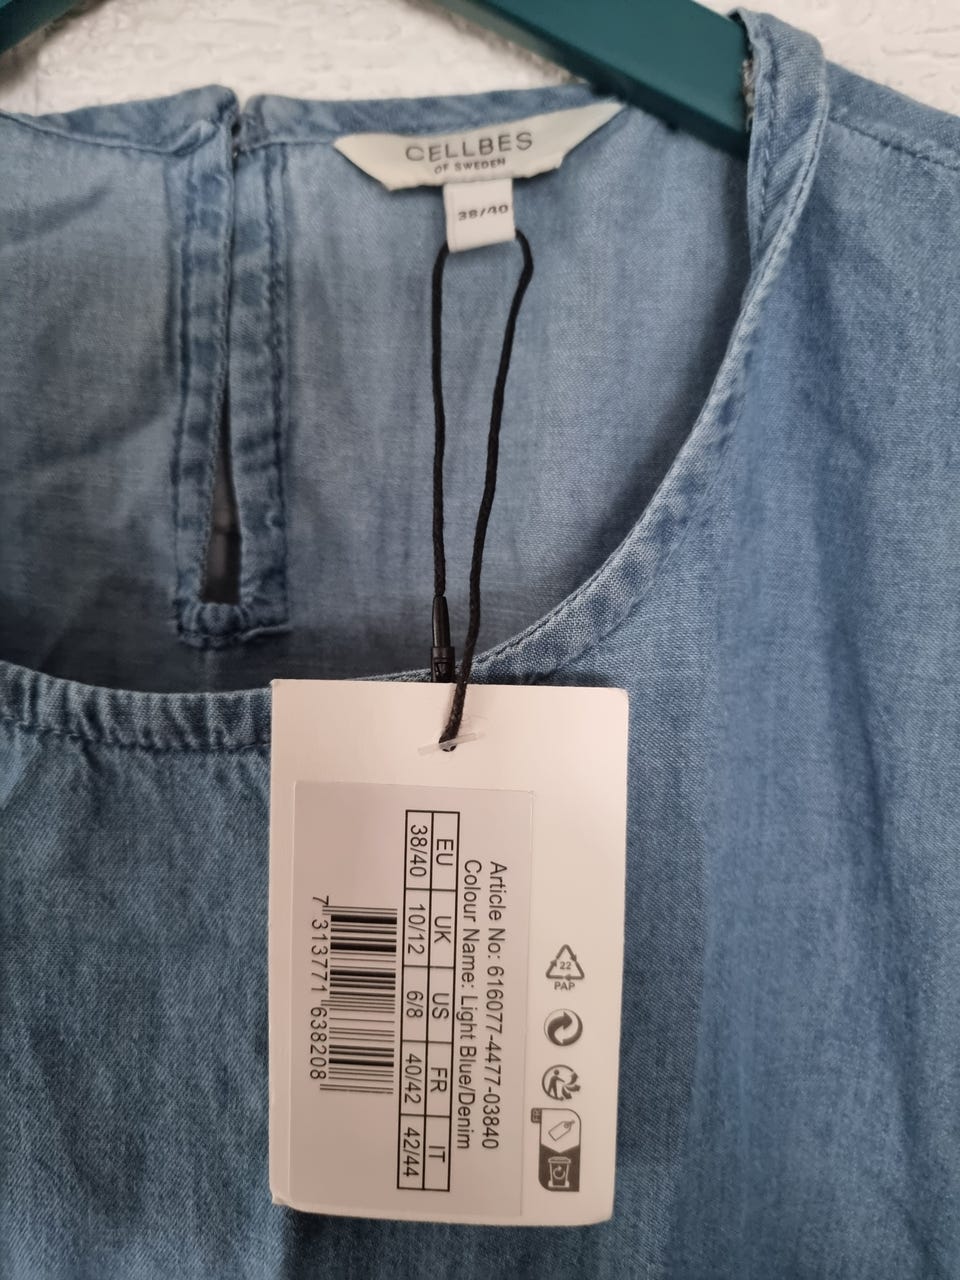 CELLBES
OF SWEDEN
38/40
Article No: 616077-4477-03840
Colour Name: Light Blue/Denim
EU UK US FR IT
38/40 10/12 6/8 40/42 42/44
7 313771 638208
22
PAP